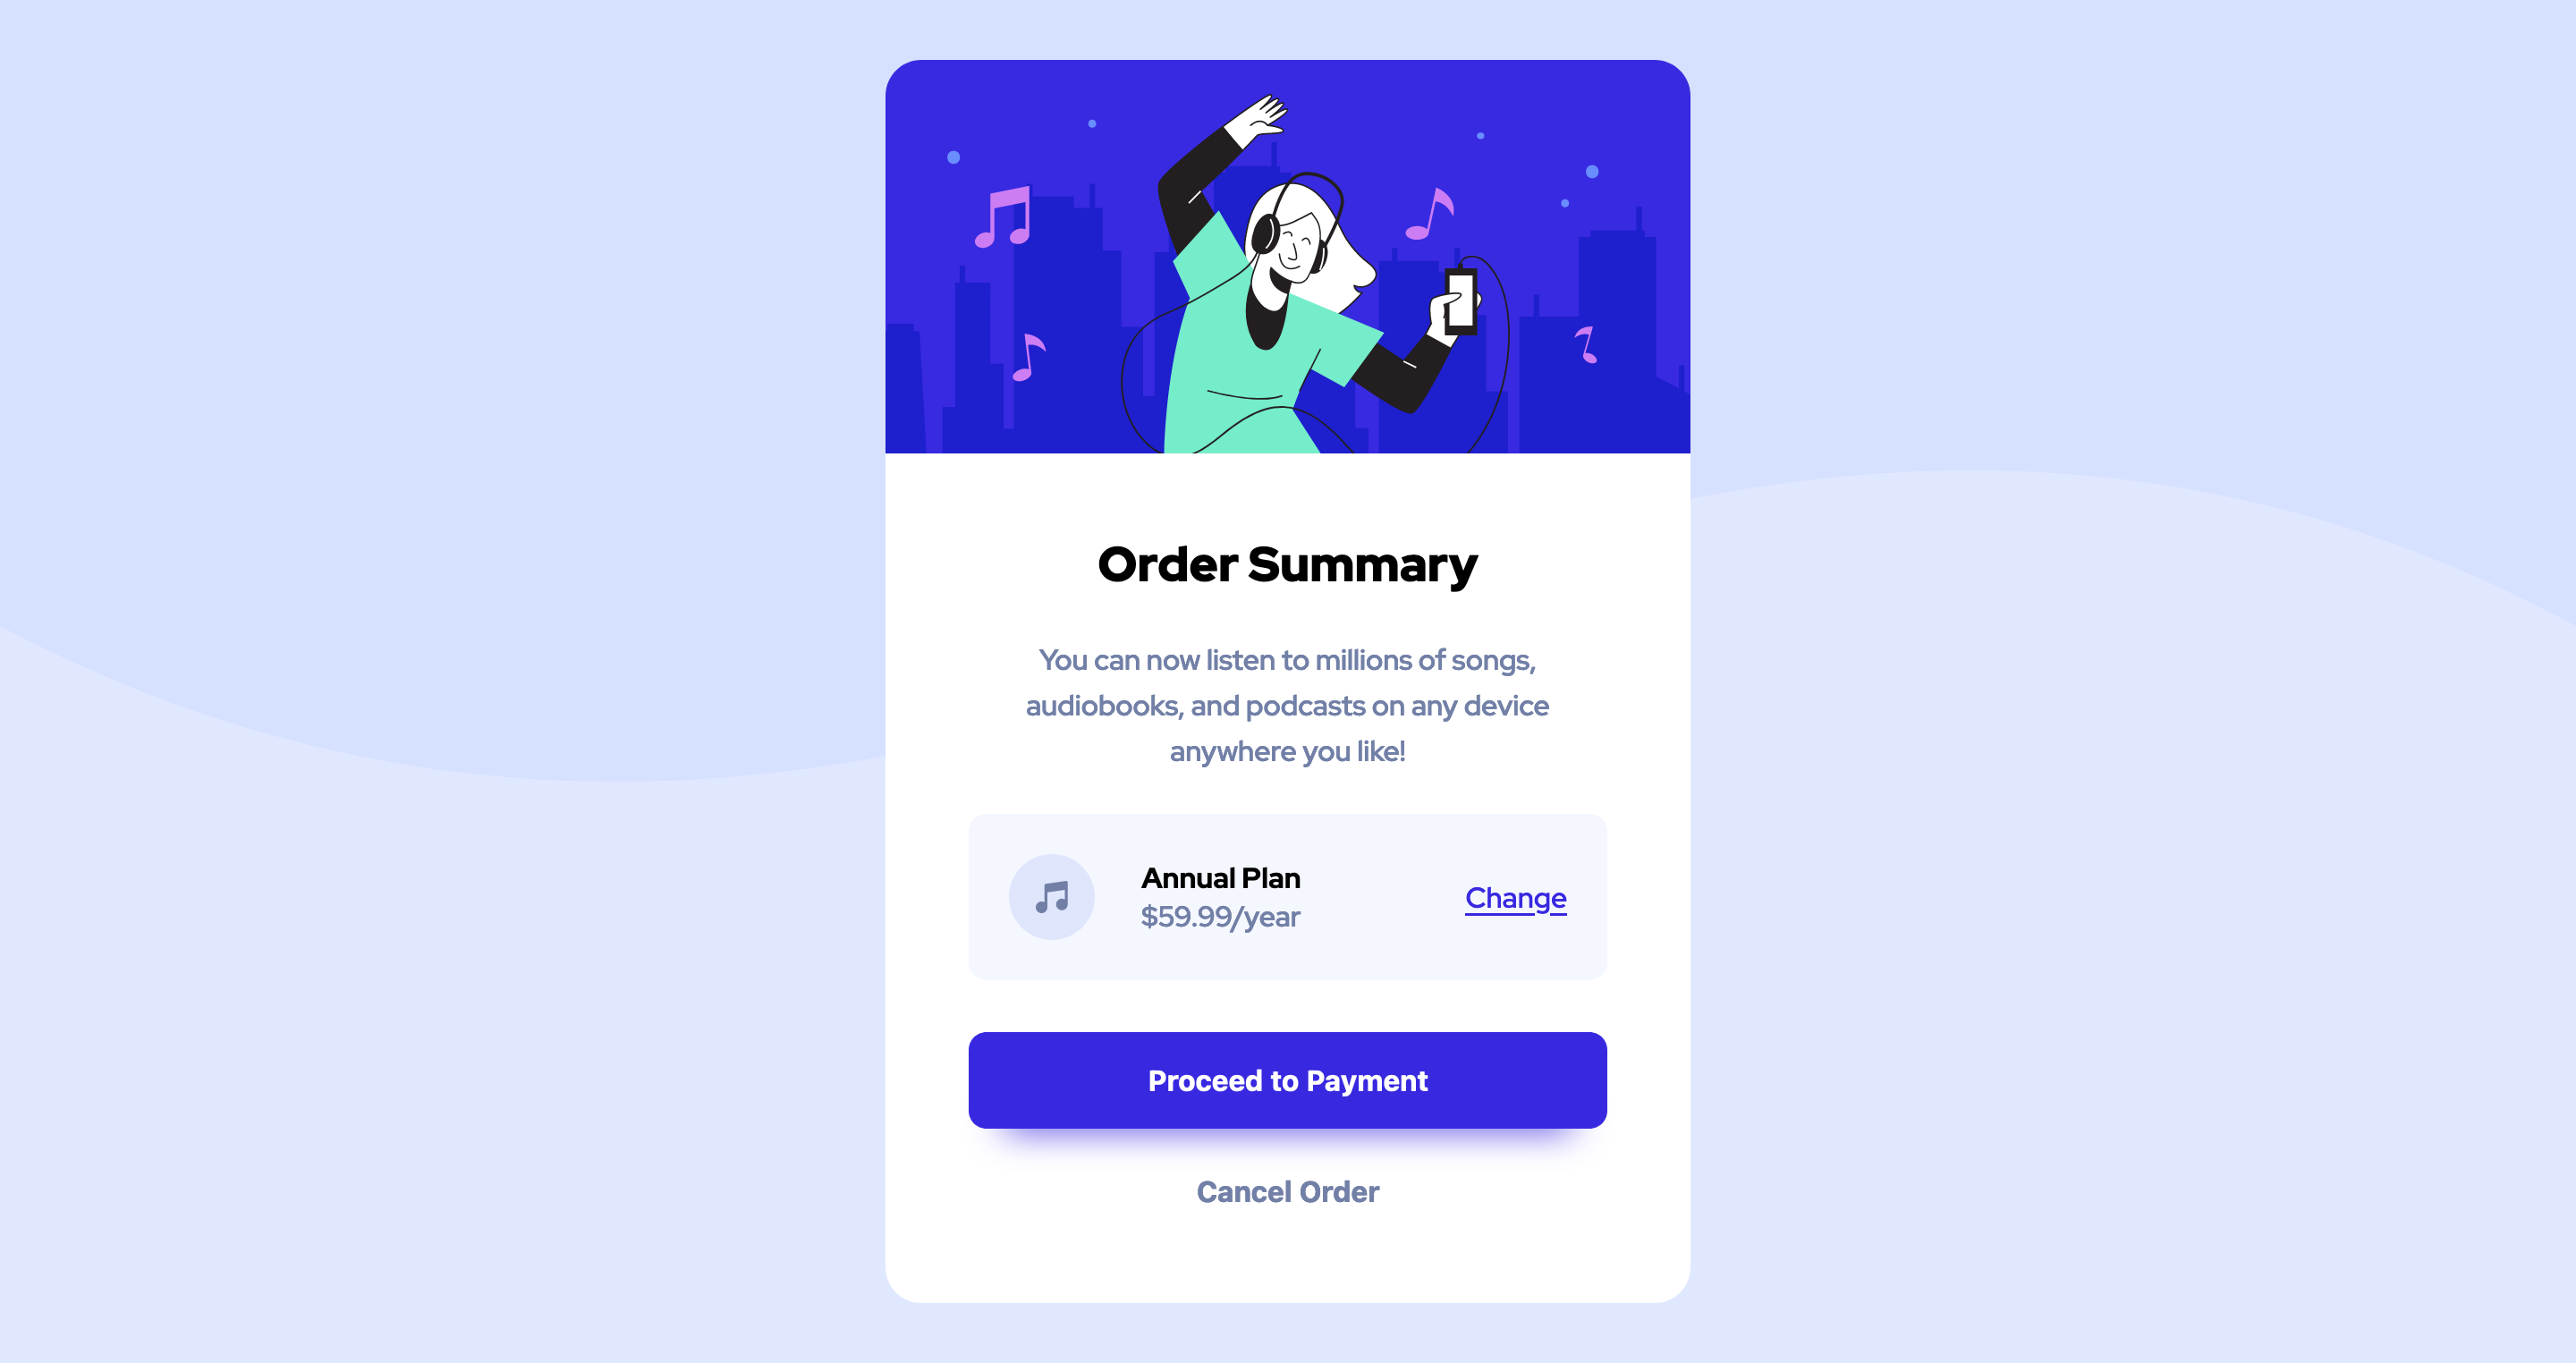 Order Summary
You can now listen to millions of songs,
audiobooks, and podcasts on any device
anywhere you like!
Annual Plan
$59.99/year
Change
Proceed to Payment
Cancel Order